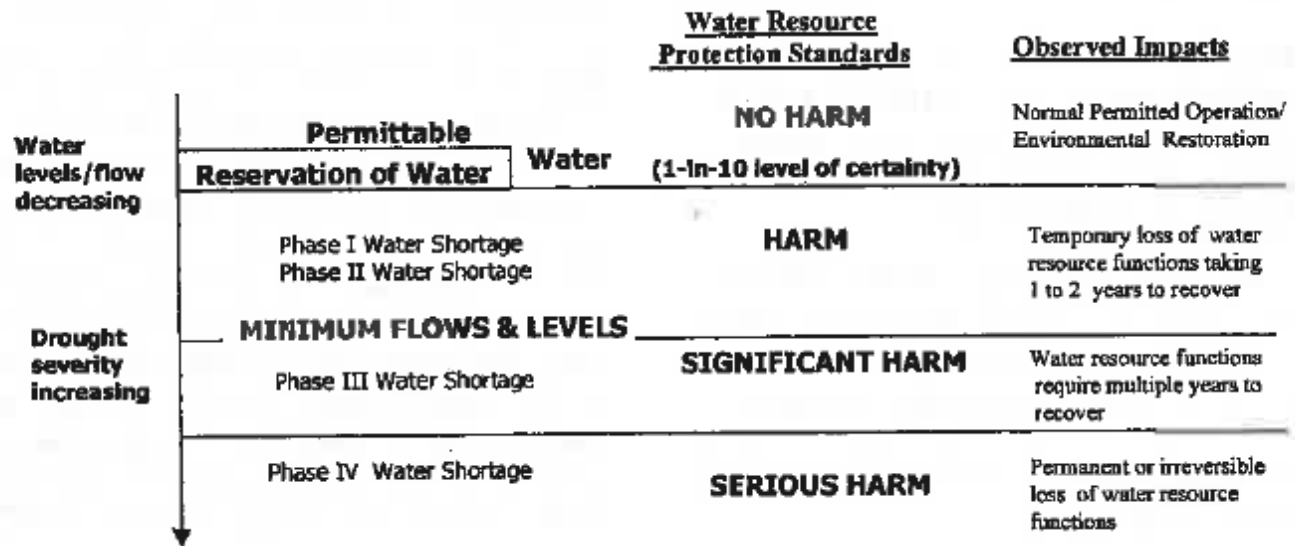 Water Resource
Protection Standards
Observed Impacts
Water
levels/flow
decreasing
Permittable
Reservation of Water
Water
NO HARM
(1-in-10 level of certainty)
Normal Permitted Operation/
Environmental Restoration
Phase I Water Shortage
Phase II Water Shortage
HARM
Temporary loss of water
resource functions taking
1 to 2 years to recover
Drought
severity
increasing
MINIMUM FLOWS & LEVELS
Phase III Water Shortage
SIGNIFICANT HARM
Water resource functions
require multiple years to
recover
Phase IV Water Shortage
SERIOUS HARM
Permanent or irreversible
loss of water resource
functions